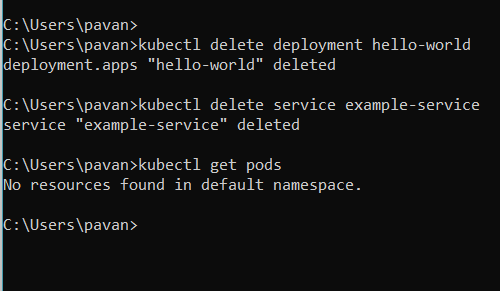 C:\Users\pavan>
C:\Users\pavan>kubectl delete deployment hello-world
deployment.apps "hello-world" deleted
C:\Users\pavan>kubectl delete service example-service
service "example-service" deleted
C:\Users\pavan>kubectl get pods
No resources found in default namespace.
C:\Users\pavan>